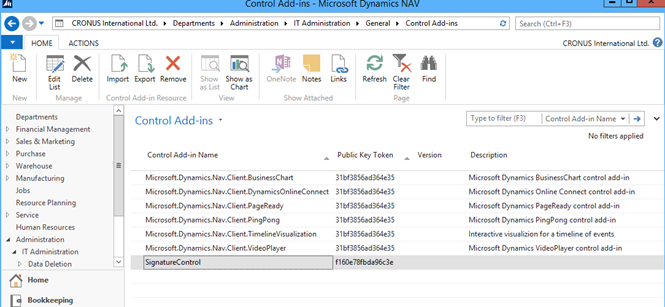 Control Add-ins - Microsoft Dynamics NAV
CRONUS International Ltd. ▸ Departments ▸ Administration ▸ IT Administration ▸ General ▸ Control Add-ins
Search (Ctrl+F3)
HOME ACTIONS
CRONUS International Ltd.
New Edit List Delete Import Export Remove Show as List Show as Chart OneNote Notes Links Refresh Clear Filter Find
New Manage Control Add-in Resource View Show Attached Page
Departments
Financial Management
Sales & Marketing
Purchase
Warehouse
Manufacturing
Jobs
Resource Planning
Service
Human Resources
Administration
IT Administration
Data Deletion
Home
Bookkeeping
Control Add-ins
Type to filter (F3) Control Add-in Name
No filters applied
Control Add-in Name Public Key Token Version Description
Microsoft.Dynamics.Nav.Client.BusinessChart 31bf3856ad364e35 Microsoft Dynamics BusinessChart control add-in
Microsoft.Dynamics.Nav.Client.DynamicsOnlineConnect 31bf3856ad364e35 Microsoft Dynamics Online Connect control add-in
Microsoft.Dynamics.Nav.Client.PageReady 31bf3856ad364e35 Microsoft Dynamics PageReady control add-in
Microsoft.Dynamics.Nav.Client.PingPong 31bf3856ad364e35 Microsoft Dynamics PingPong control add-in
Microsoft.Dynamics.Nav.Client.TimelineVisualization 31bf3856ad364e35 Interactive visualizion for a timeline of events
Microsoft.Dynamics.Nav.Client.VideoPlayer 31bf3856ad364e35 Microsoft Dynamics VideoPlayer control add-in
SignatureControl f160e78fbda96c3e